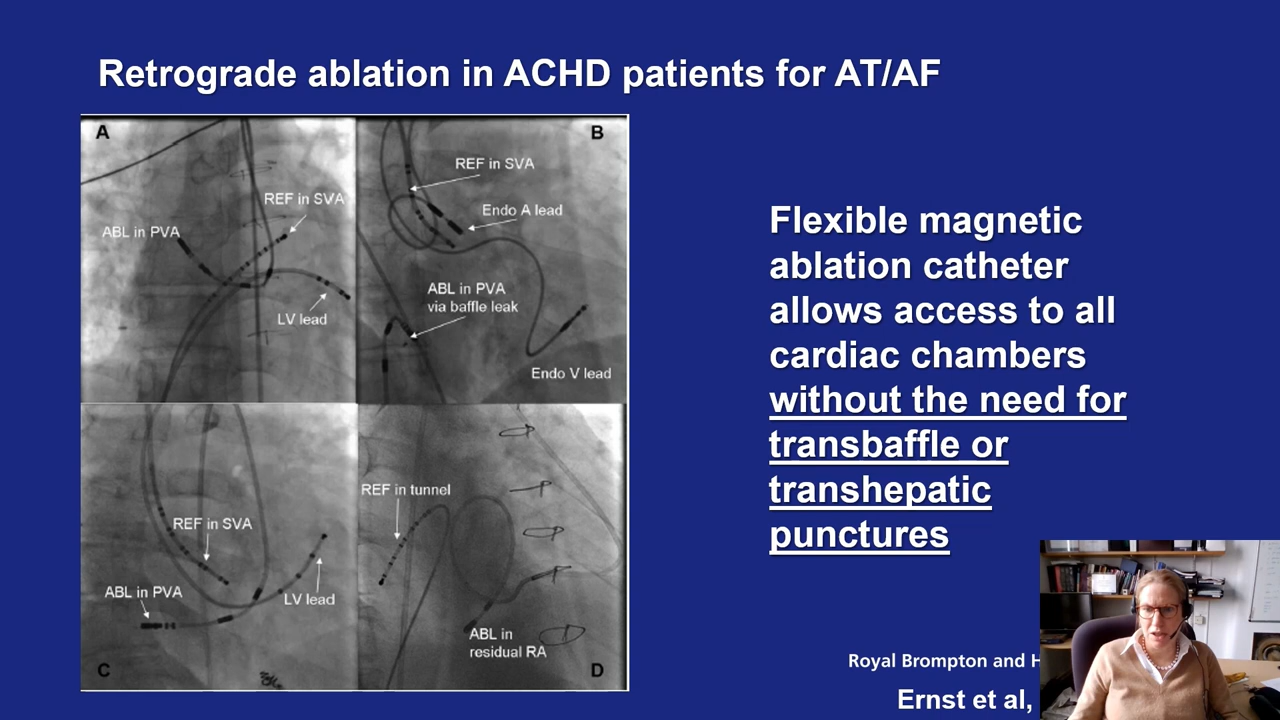 Retrograde ablation in ACHD patients for AT/AF
A
REF in SVA
ABL in PVA
LV lead
B
REF in SVA
Endo A lead
ABL in PVA
via baffle leak
Endo V lead
REF in SVA
ABL in PVA
LV lead
C
REF in tunnel
ABL in
residual RA
D
Flexible magnetic
ablation catheter
allows access to all
cardiac chambers
without the need for
transbaffle or
transhepatic
punctures
Royal Brompton and H
Ernst et al,